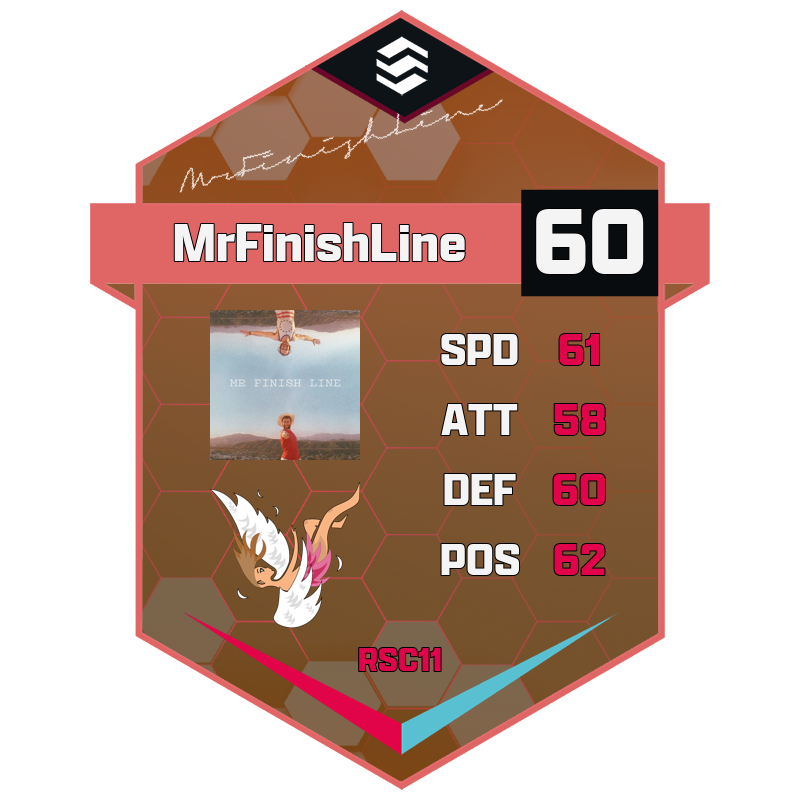 MrFinishLine
MrFinishLine
60
MR FINISH LINE
SPD 61
ATT 58
DEF 60
POS 62
RSC11